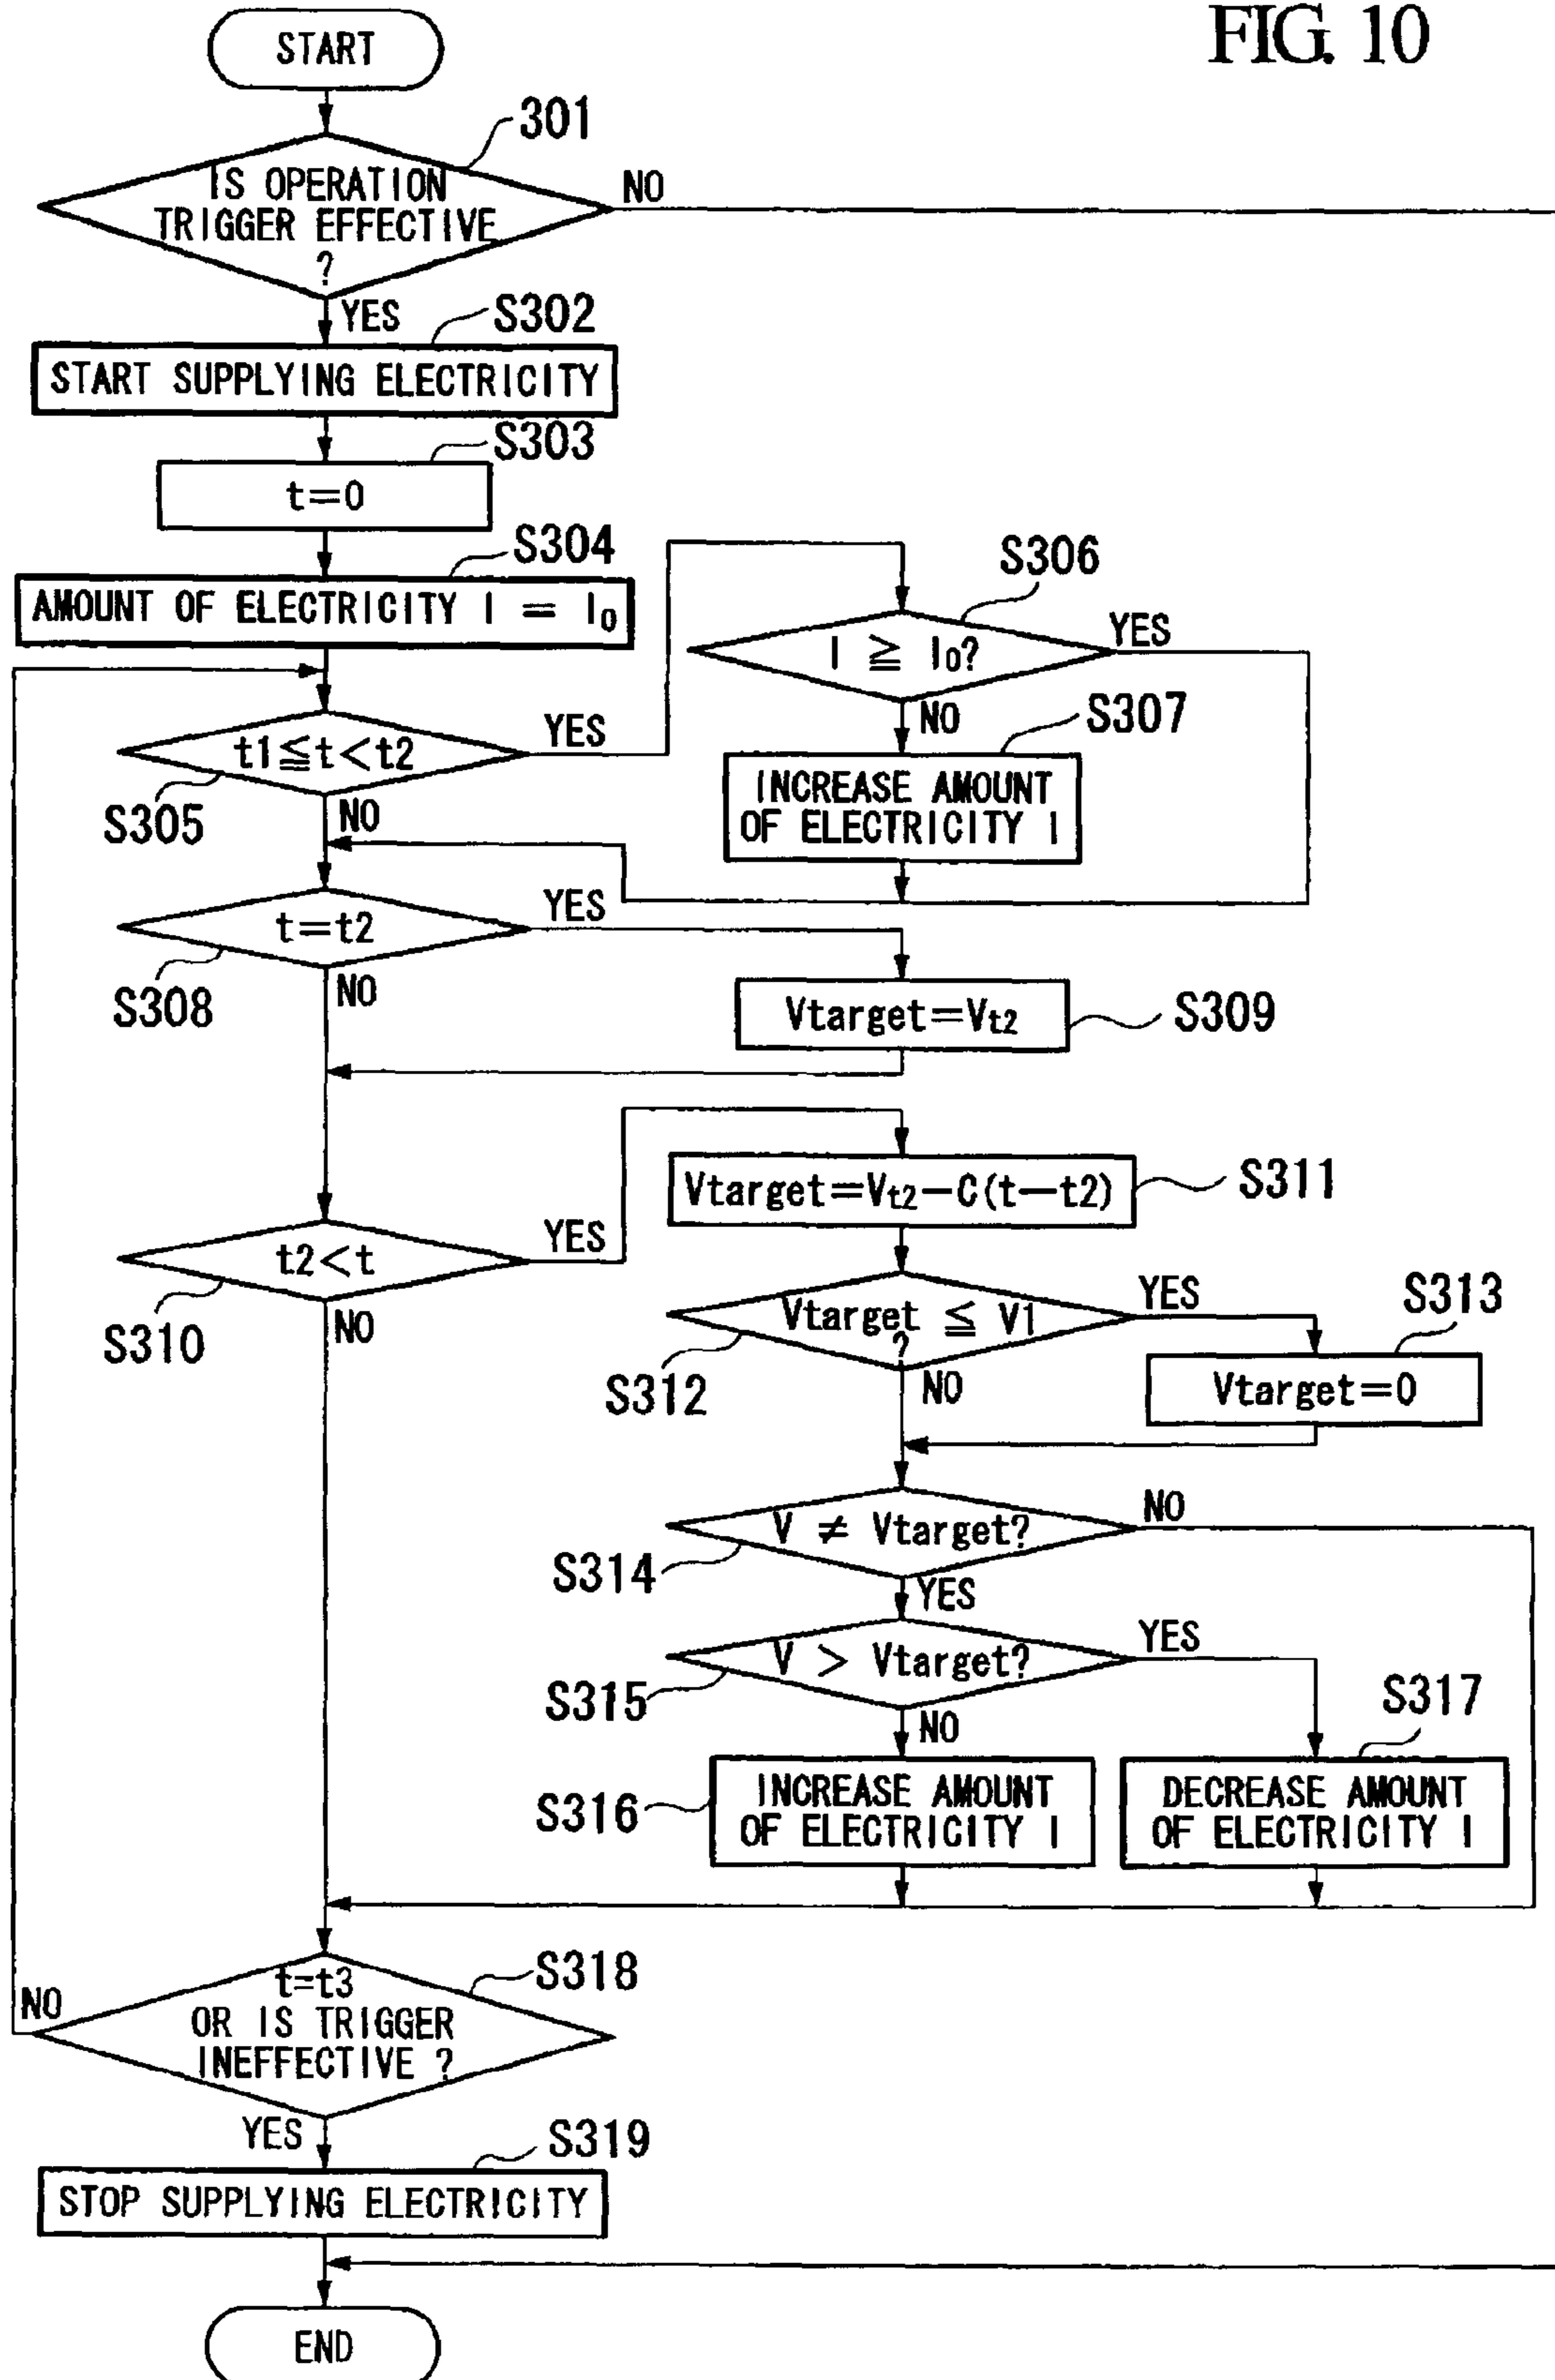 FIG. 10
START
301
IS OPERATION
TRIGGER EFFECTIVE
?
NO
YES
S302
START SUPPLYING ELECTRICITY
S303
t=0
S304
AMOUNT OF ELECTRICITY I = I0
S306
I ≧ I0?
YES
NO
S307
INCREASE AMOUNT
OF ELECTRICITY I
t1≦t<t2
YES
S305
NO
t=t2
YES
S308
NO
Vtarget=Vt2
S309
Vtarget=Vt2-C(t-t2)
S311
t2<t
YES
S310
NO
Vtarget ≦ V1
?
YES
S312
NO
S313
Vtarget=0
V ≠ Vtarget?
NO
S314
YES
V > Vtarget?
YES
S315
NO
S317
S316
INCREASE AMOUNT
OF ELECTRICITY I
DECREASE AMOUNT
OF ELECTRICITY I
t=t3
OR IS TRIGGER
INEFFECTIVE ?
S318
NO
YES
S319
STOP SUPPLYING ELECTRICITY
END